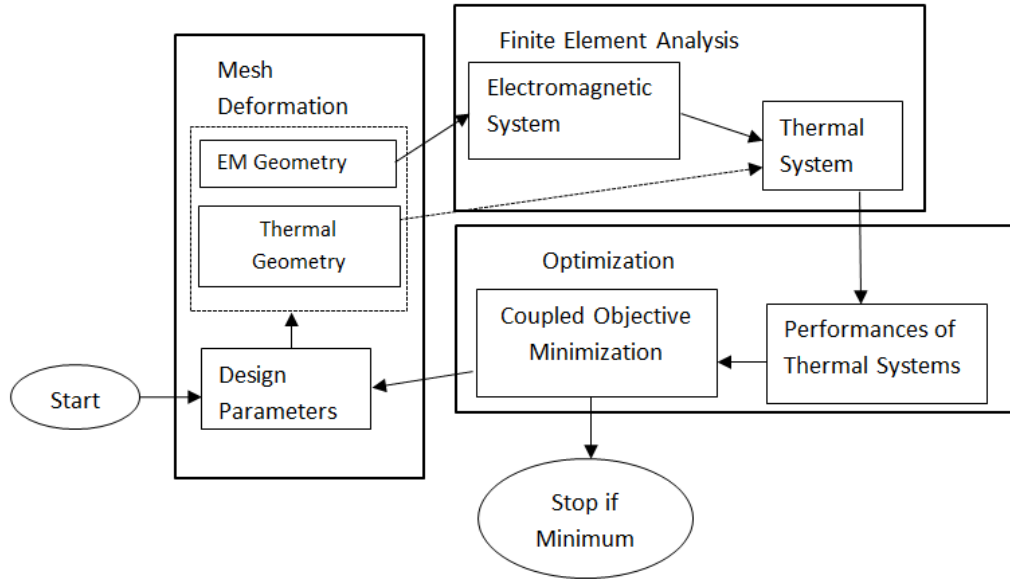 Finite Element Analysis
Mesh
Deformation
Electromagnetic
System
Thermal
System
EM Geometry
Thermal
Geometry
Optimization
Coupled Objective
Minimization
Performances of
Thermal Systems
Design
Parameters
Start
Stop if
Minimum